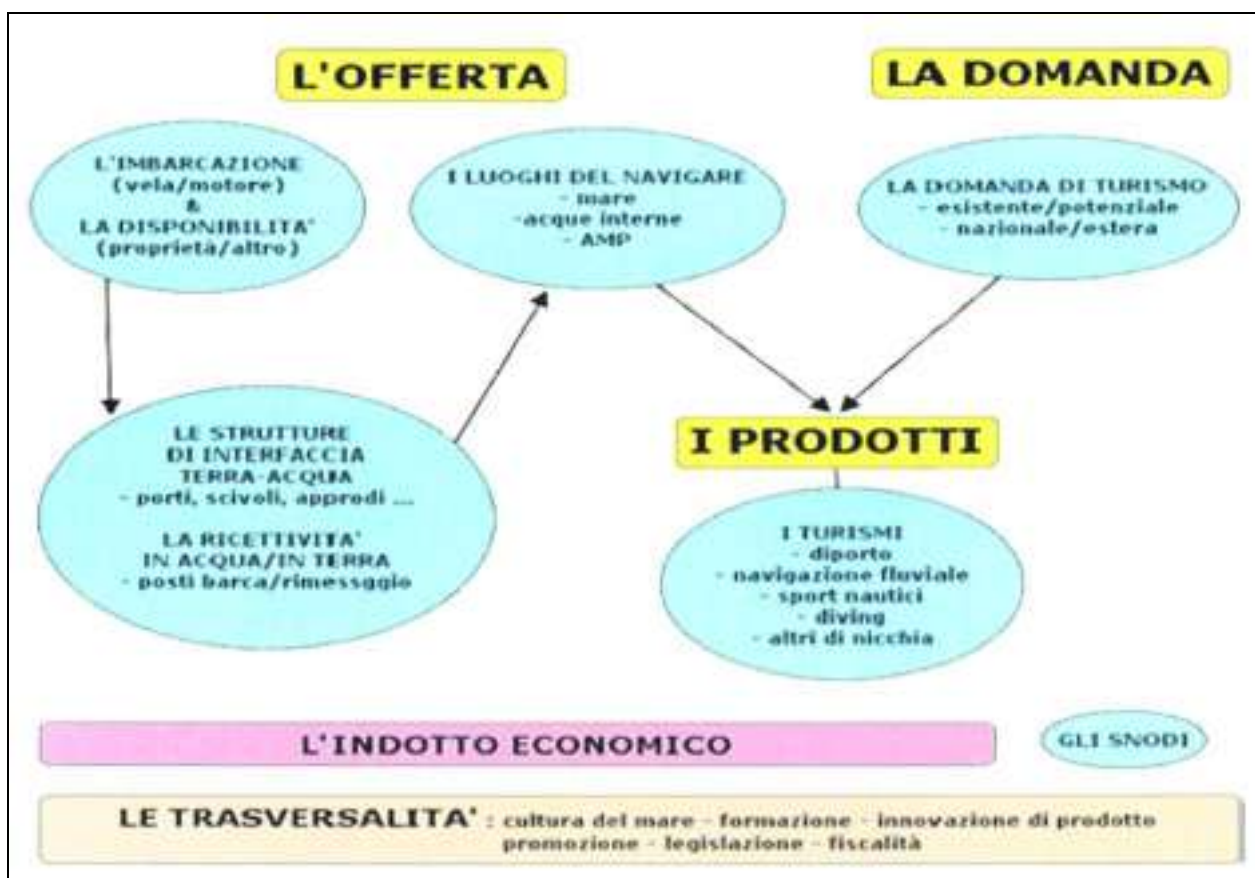 L'OFFERTA
LA DOMANDA
L'IMBARCAZIONE
(vela/motore)
&
LA DISPONIBILITA'
(proprietà/altro)
I LUOGHI DEL NAVIGARE
- mare
-acque interne
- AMP
LA DOMANDA DI TURISMO
- esistente/potenziale
- nazionale/estera
LE STRUTTURE
DI INTERFACCIA
TERRA-ACQUA
- porti, scivoli, approdi ...
LA RICETTIVITA'
IN ACQUA/IN TERRA
- posti barca/rimessggio
I PRODOTTI
I TURISMI
- diporto
- navigazione fluviale
- sport nautici
- diving
- altri di nicchia
L'INDOTTO ECONOMICO
GLI SNODI
LE TRASVERSALITA' : cultura del mare - formazione - innovazione di prodotto
promozione - legislazione - fiscalità